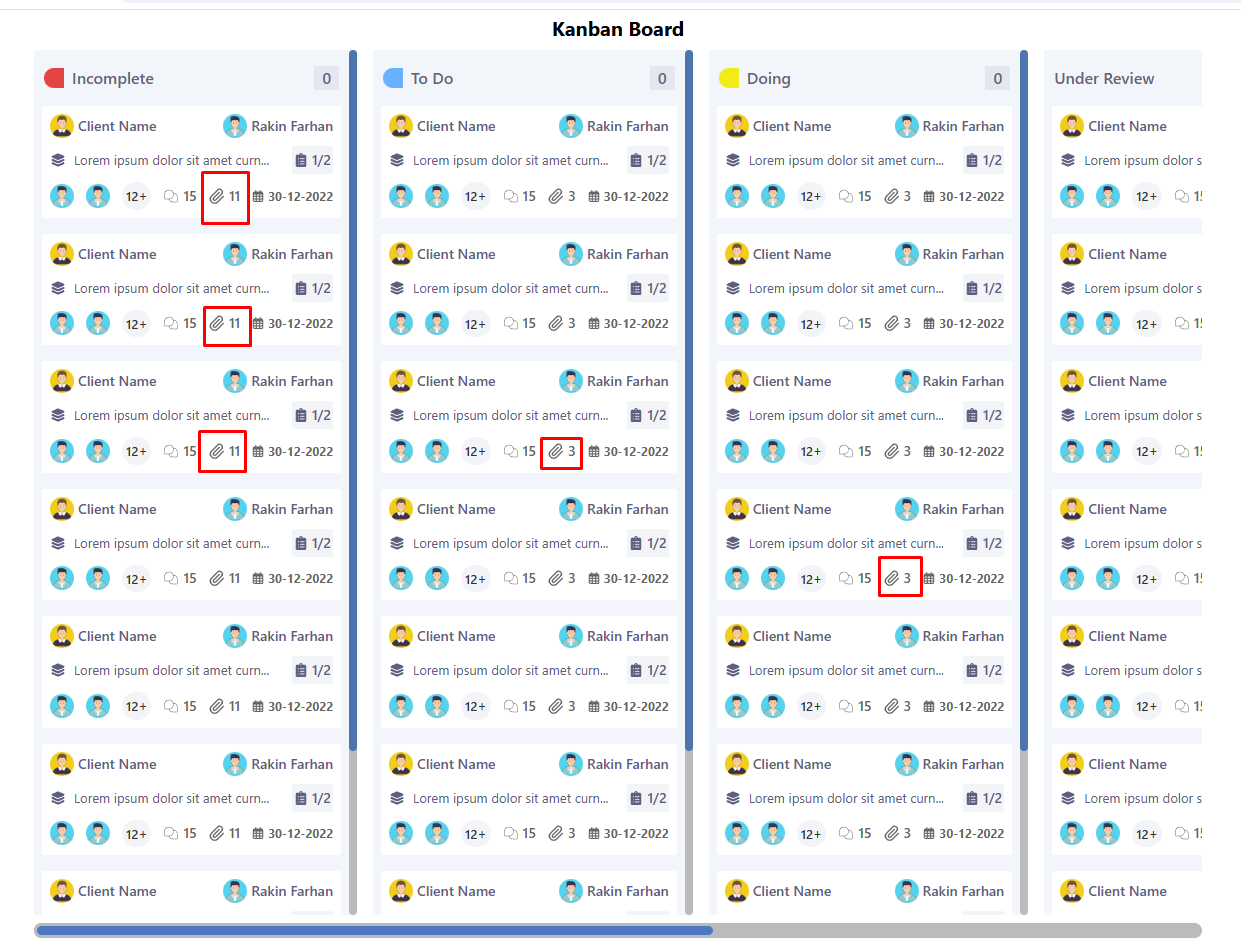 Kanban Board
Incomplete 0
Client Name Rakin Farhan
Lorem ipsum dolor sit amet curn... 1/2
12+ 15 11 30-12-2022
Client Name Rakin Farhan
Lorem ipsum dolor sit amet curn... 1/2
12+ 15 11 30-12-2022
Client Name Rakin Farhan
Lorem ipsum dolor sit amet curn... 1/2
12+ 15 11 30-12-2022
Client Name Rakin Farhan
Lorem ipsum dolor sit amet curn... 1/2
12+ 15 11 30-12-2022
Client Name Rakin Farhan
Lorem ipsum dolor sit amet curn... 1/2
12+ 15 11 30-12-2022
Client Name Rakin Farhan
Lorem ipsum dolor sit amet curn... 1/2
12+ 15 11 30-12-2022
Client Name Rakin Farhan
To Do 0
Client Name Rakin Farhan
Lorem ipsum dolor sit amet curn... 1/2
12+ 15 3 30-12-2022
Client Name Rakin Farhan
Lorem ipsum dolor sit amet curn... 1/2
12+ 15 3 30-12-2022
Client Name Rakin Farhan
Lorem ipsum dolor sit amet curn... 1/2
12+ 15 3 30-12-2022
Client Name Rakin Farhan
Lorem ipsum dolor sit amet curn... 1/2
12+ 15 3 30-12-2022
Client Name Rakin Farhan
Lorem ipsum dolor sit amet curn... 1/2
12+ 15 3 30-12-2022
Client Name Rakin Farhan
Lorem ipsum dolor sit amet curn... 1/2
12+ 15 3 30-12-2022
Client Name Rakin Farhan
Doing 0
Client Name Rakin Farhan
Lorem ipsum dolor sit amet curn... 1/2
12+ 15 3 30-12-2022
Client Name Rakin Farhan
Lorem ipsum dolor sit amet curn... 1/2
12+ 15 3 30-12-2022
Client Name Rakin Farhan
Lorem ipsum dolor sit amet curn... 1/2
12+ 15 3 30-12-2022
Client Name Rakin Farhan
Lorem ipsum dolor sit amet curn... 1/2
12+ 15 3 30-12-2022
Client Name Rakin Farhan
Lorem ipsum dolor sit amet curn... 1/2
12+ 15 3 30-12-2022
Client Name Rakin Farhan
Lorem ipsum dolor sit amet curn... 1/2
12+ 15 3 30-12-2022
Client Name Rakin Farhan
Under Review
Client Name
Lorem ipsum dolor s
12+
Client Name
Lorem ipsum dolor s
12+
Client Name
Lorem ipsum dolor s
12+
Client Name
Lorem ipsum dolor s
12+
Client Name
Lorem ipsum dolor s
12+
Client Name
Lorem ipsum dolor s
12+
Client Name